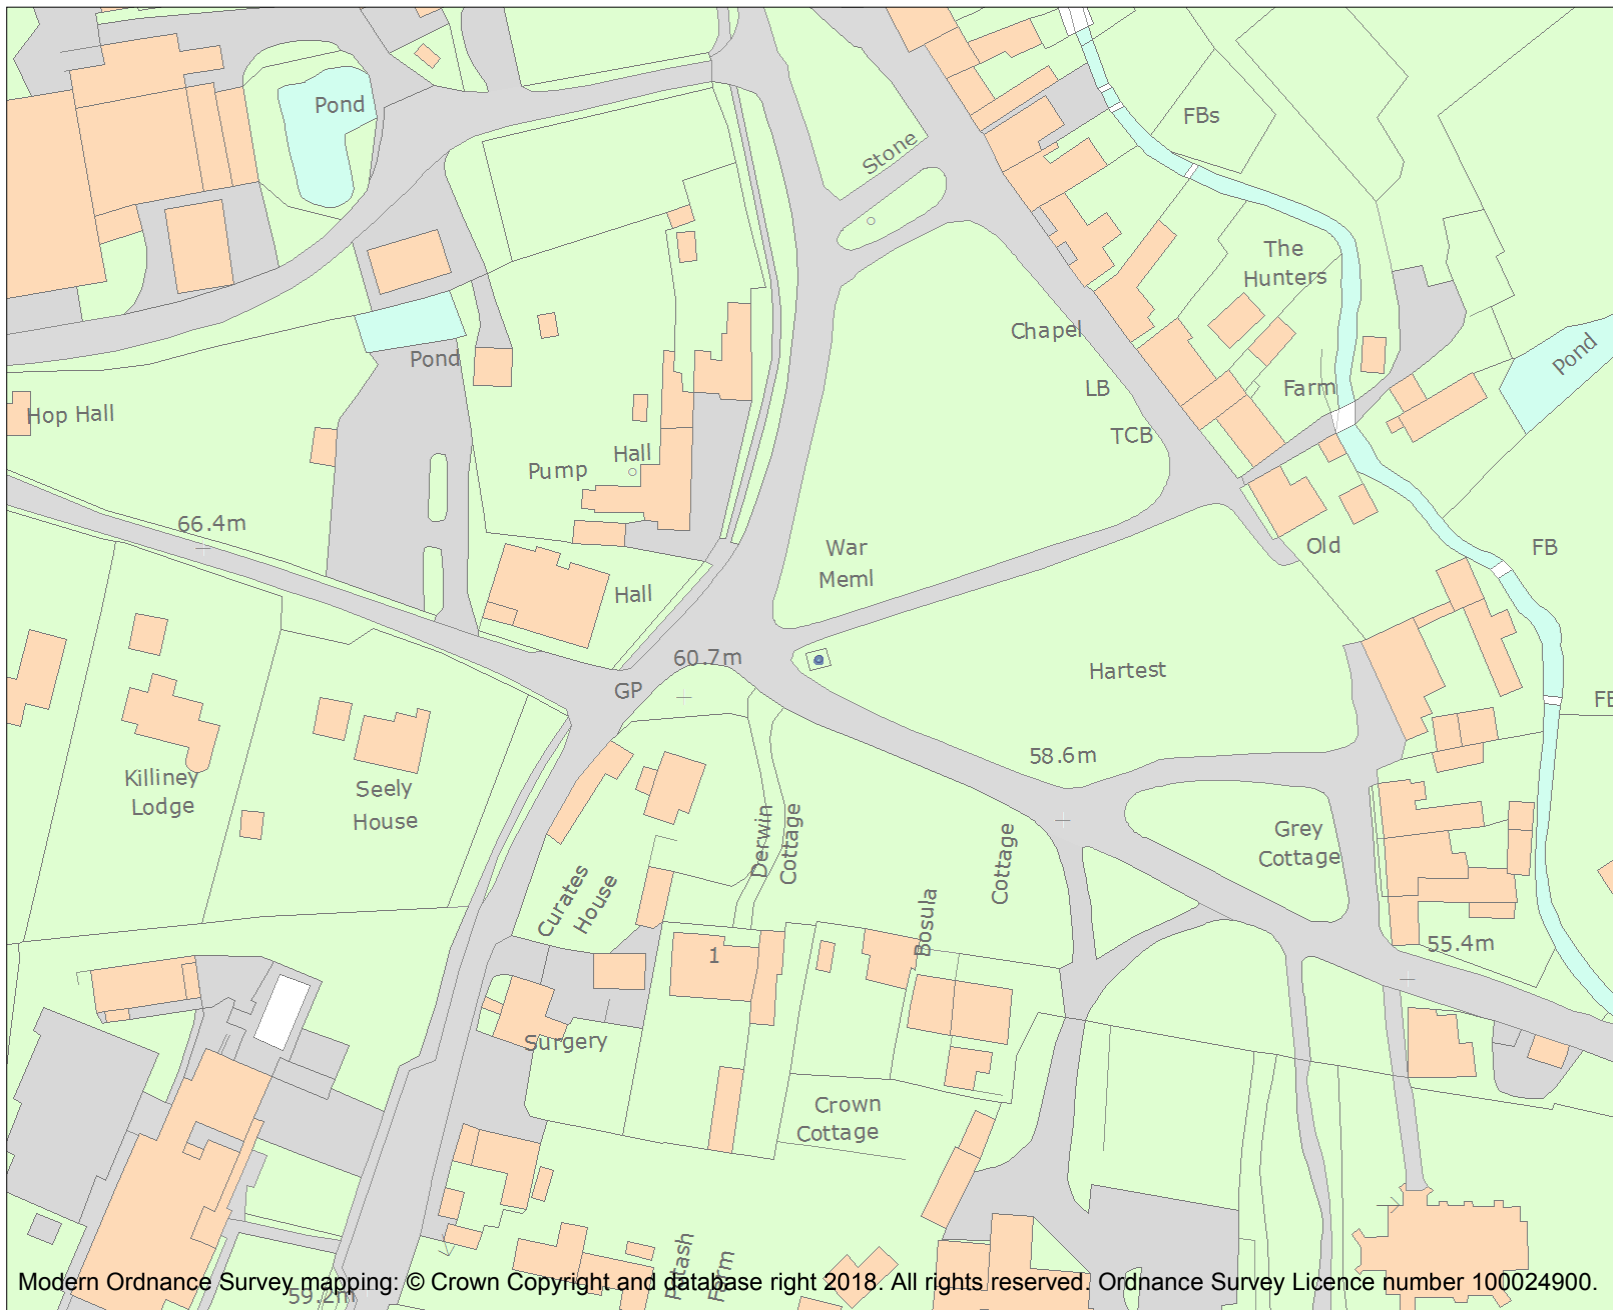 Pond
FBs
Stone
The
Hunters
Chapel
Pond
Pond
LB
Farm
Hop Hall
TCB
Hall
Pump
66.4m
War
Meml
Old
FB
Hall
60.7m
Hartest
GP
58.6m
Killiney
Lodge
Seely
House
Derwin
Cottage
Cottage
Grey
Cottage
Curates
House
Bosula
1
55.4m
Surgery
Crown
Cottage
Farm
59.2m
Modern Ordnance Survey mapping: © Crown Copyright and database right 2018. All rights reserved. Ordnance Survey Licence number 100024900.